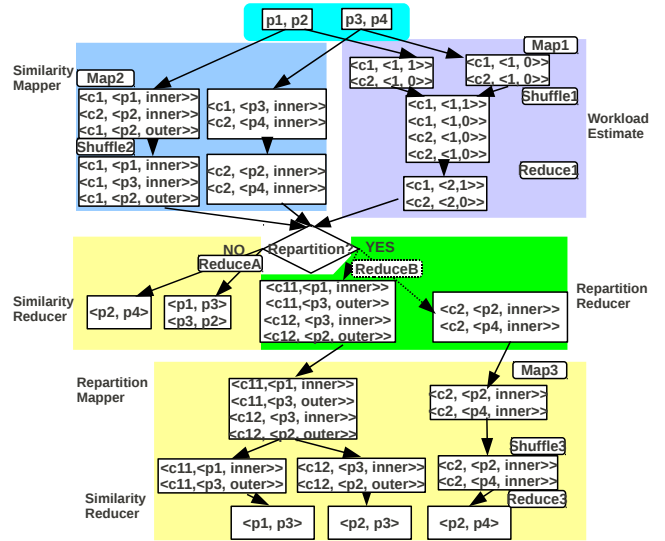 p1, p2
p3, p4
Map1
Similarity
Mapper
Map2
<c1, <1, 1>>
<c2, <1, 0>>
<c1, <1, 0>>
<c2, <1, 0>>
Shuffle1
<c1, <p1, inner>>
<c2, <p2, inner>>
<c1, <p2, outer>>
<c1, <p3, inner>>
<c2, <p4, inner>>
<c1, <1,1>>
<c1, <1,0>>
<c2, <1,0>>
<c2, <1,0>>
Workload
Estimate
Shuffle2
<c1, <p1, inner>>
<c1, <p3, inner>>
<c1, <p2, outer>>
<c2, <p2, inner>>
<c2, <p4, inner>>
Reduce1
<c1, <2,1>>
<c2, <2,0>>
NO
Repartition?
YES
ReduceA
ReduceB
Similarity
Reducer
<p2, p4>
<p1, p3>
<p3, p2>
<c11,<p1, inner>>
<c11,<p3, outer>>
<c12, <p3, inner>>
<c12, <p2, outer>>
<c2, <p2, inner>>
<c2, <p4, inner>>
Repartition
Reducer
Map3
Repartition
Mapper
<c11,<p1, inner>>
<c11,<p3, outer>>
<c12, <p3, inner>>
<c12, <p2, outer>>
<c2, <p2, inner>>
<c2, <p4, inner>>
Shuffle3
<c11,<p1, inner>>
<c11,<p3, outer>>
<c12, <p3, inner>>
<c12, <p2, outer>>
<c2, <p2, inner>>
<c2, <p4, inner>>
Similarity
Reducer
Reduce3
<p1, p3>
<p2, p3>
<p2, p4>